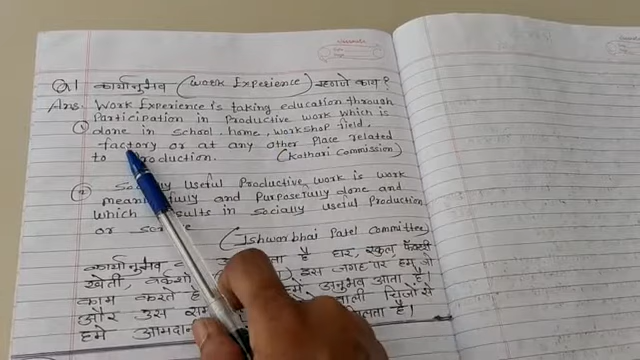 Q1 कार्यानुभव (Work Experience) म्हणजे काय?
Ans. Work Experience is taking education through
Participation in Productive work which is
① done in school, home, workshop field,
factory or at any other Place related
to Production. (Kothari Commission)
② Socially Useful Productive work is work
meaningfully and Purposefully done and
which results in socially useful Production
or (Ishwarbhai Patel Committee)
कार्यानुभव है घर, स्कूल फॅक्टरी
खेती, इस जगह पर हम जो
काम करते है अनुभव आता है।
और उस चिजो से
हमे